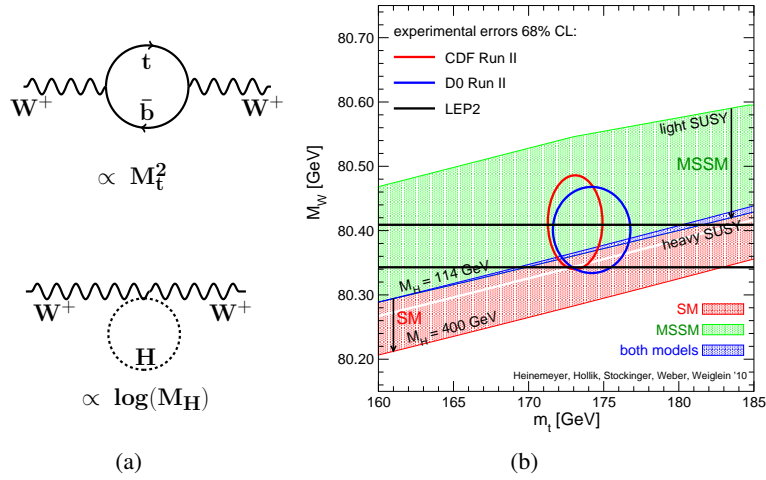 t
W⁺
b̄
W⁺
∝ M_t²
W⁺
W⁺
H
∝ log(M_H)
(a)
experimental errors 68% CL:
CDF Run II
D0 Run II
LEP2
80.70
80.60
80.50
80.40
80.30
80.20
M_W [GeV]
light SUSY
MSSM
heavy SUSY
M_H = 114 GeV
SM
M_H = 400 GeV
SM
MSSM
both models
Heinemeyer, Hollik, Stockinger, Weber, Weiglein '10
160 165 170 175 180 185
m_t [GeV]
(b)